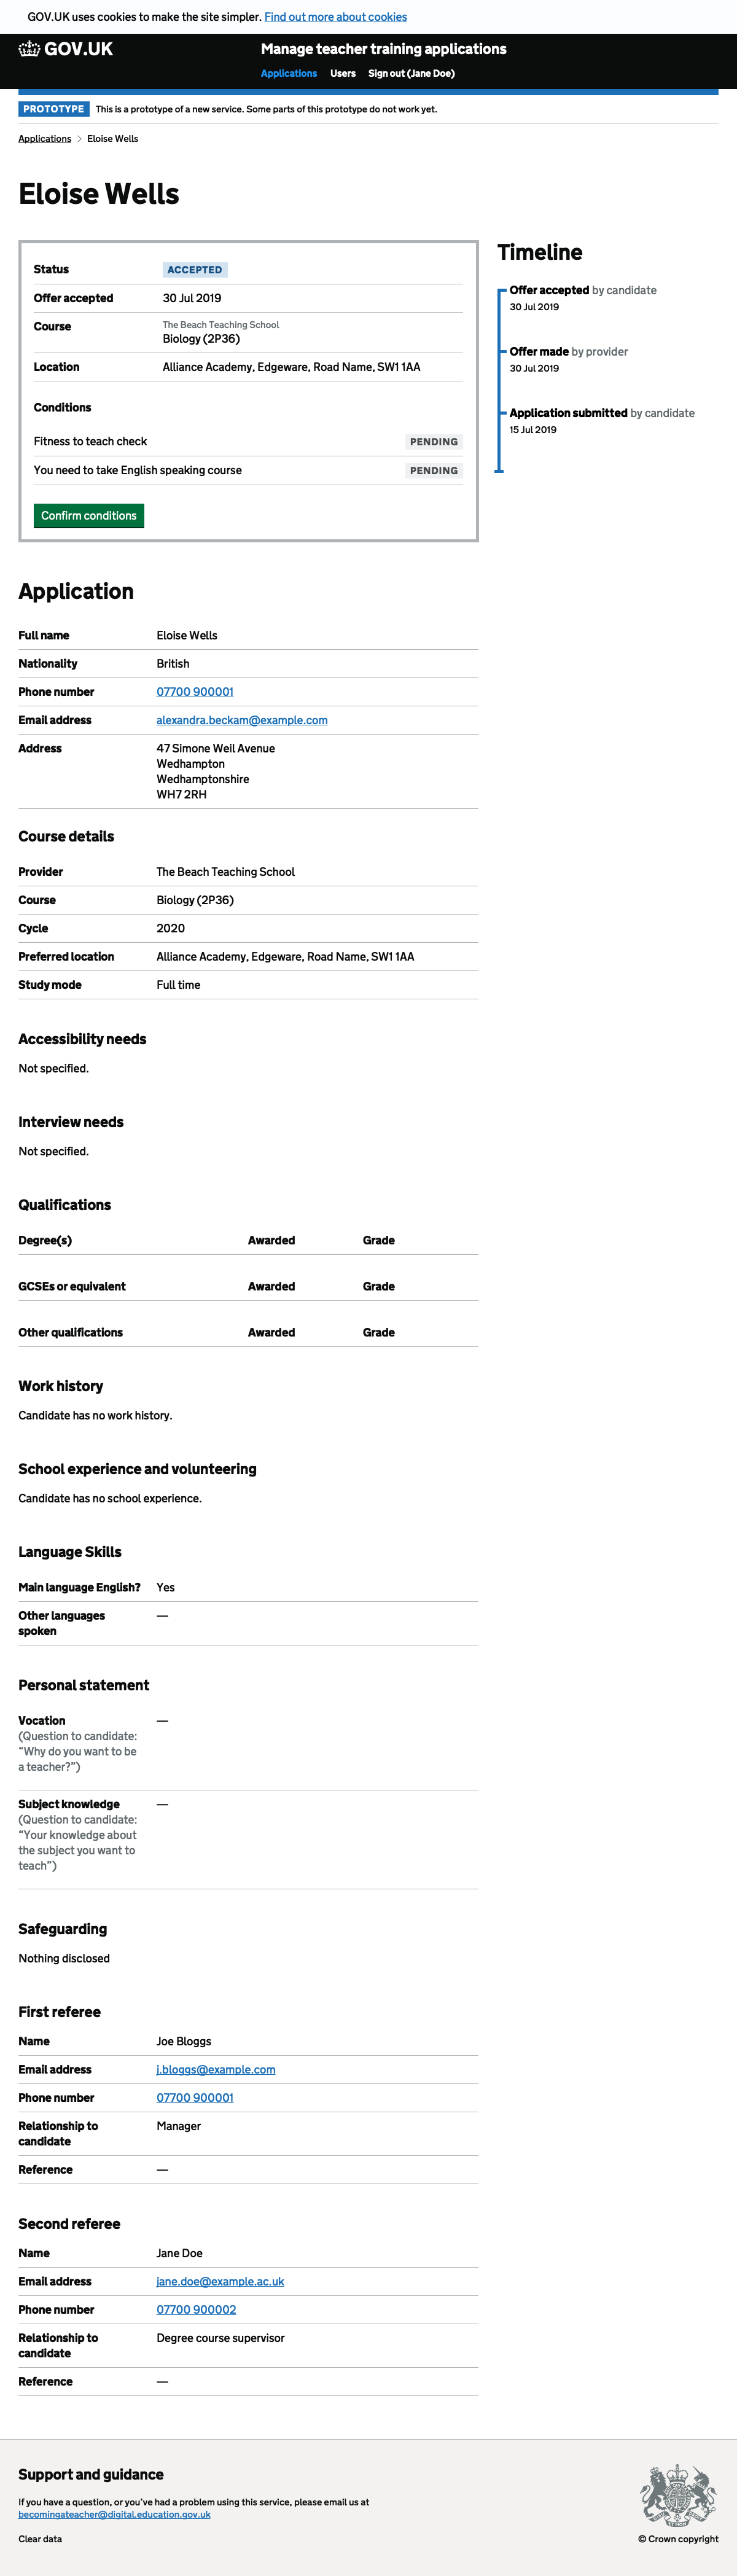 GOV.UK uses cookies to make the site simpler. Find out more about cookies
GOV.UK
Manage teacher training applications
Applications Users Sign out (Jane Doe)
PROTOTYPE This is a prototype of a new service. Some parts of this prototype do not work yet.
Applications Eloise Wells
Eloise Wells
Status ACCEPTED
Offer accepted 30 Jul 2019
Course The Beach Teaching School
Biology (2P36)
Location Alliance Academy, Edgeware, Road Name, SW1 1AA
Conditions
Fitness to teach check PENDING
You need to take English speaking course PENDING
Confirm conditions
Timeline
Offer accepted by candidate
30 Jul 2019
Offer made by provider
30 Jul 2019
Application submitted by candidate
15 Jul 2019
Application
Full name Eloise Wells
Nationality British
Phone number 07700 900001
Email address alexandra.beckam@example.com
Address 47 Simone Weil Avenue
Wedhampton
Wedhamptonshire
WH7 2RH
Course details
Provider The Beach Teaching School
Course Biology (2P36)
Cycle 2020
Preferred location Alliance Academy, Edgeware, Road Name, SW1 1AA
Study mode Full time
Accessibility needs
Not specified.
Interview needs
Not specified.
Qualifications
Degree(s) Awarded Grade
GCSEs or equivalent Awarded Grade
Other qualifications Awarded Grade
Work history
Candidate has no work history.
School experience and volunteering
Candidate has no school experience.
Language Skills
Main language English? Yes
Other languages —
spoken
Personal statement
Vocation —
(Question to candidate:
“Why do you want to be
a teacher?”)
Subject knowledge —
(Question to candidate:
“Your knowledge about
the subject you want to
teach”)
Safeguarding
Nothing disclosed
First referee
Name Joe Bloggs
Email address j.bloggs@example.com
Phone number 07700 900001
Relationship to Manager
candidate
Reference —
Second referee
Name Jane Doe
Email address jane.doe@example.ac.uk
Phone number 07700 900002
Relationship to Degree course supervisor
candidate
Reference —
Support and guidance
If you have a question, or you’ve had a problem using this service, please email us at
becomingateacher@digital.education.gov.uk
Clear data
© Crown copyright